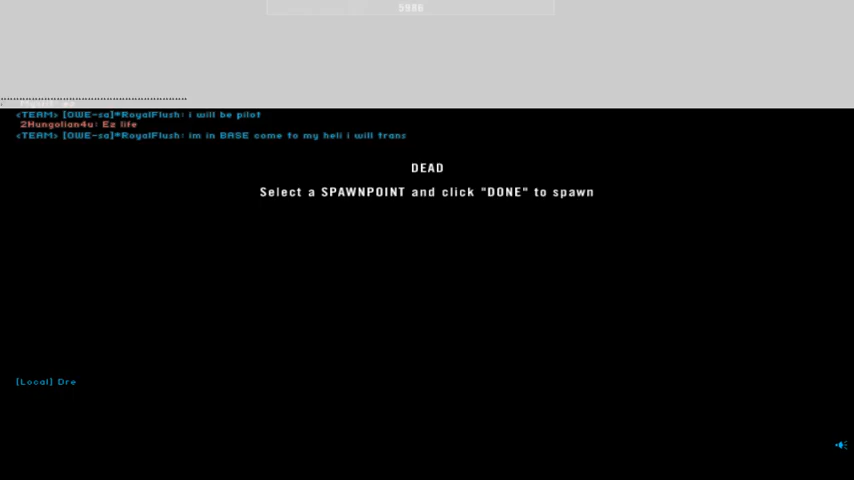 <TEAM> [OWE-sa]*RoyalFlush: i will be pilot
2Hungolian4u: Ez life
<TEAM> [OWE-sa]*RoyalFlush: im in BASE come to my heli i will trans
DEAD
Select a SPAWNPOINT and click "DONE" to spawn
[Local] Dre